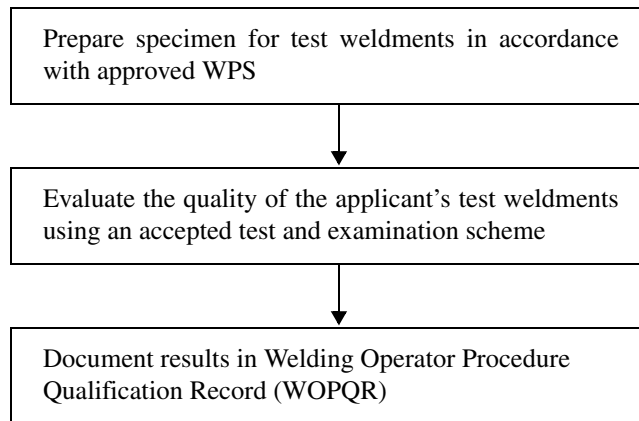 Prepare specimen for test weldments in accordance
with approved WPS
Evaluate the quality of the applicant's test weldments
using an accepted test and examination scheme
Document results in Welding Operator Procedure
Qualification Record (WOPQR)